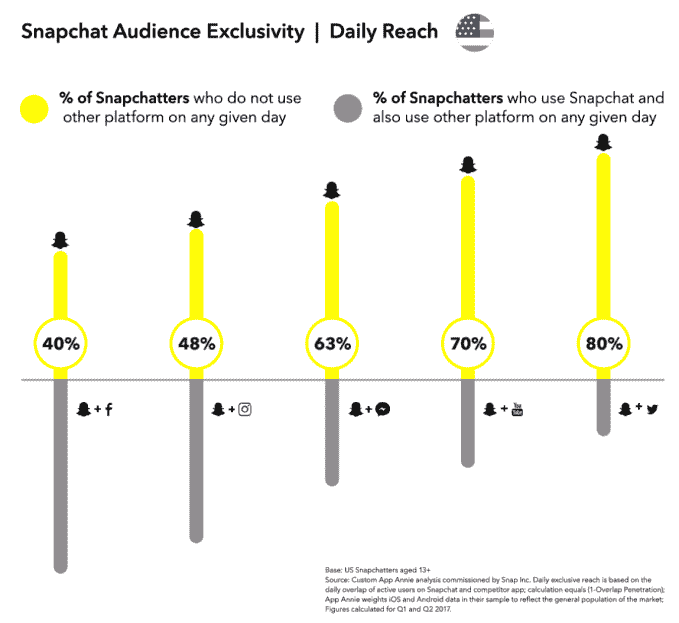 Snapchat Audience Exclusivity | Daily Reach
% of Snapchatters who do not use
other platform on any given day
% of Snapchatters who use Snapchat and
also use other platform on any given day
40%
48%
63%
70%
80%
+
+
+
+ You Tube
+
Base: US Snapchatters aged 13+
Source: Custom App Annie analysis commissioned by Snap Inc. Daily exclusive reach is based on the
daily overlap of active users on Snapchat and competitor app; calculation equals (1-Overlap Penetration);
App Annie weights iOS and Android data in their sample to reflect the general population of the market;
Figures calculated for Q1 and Q2 2017.